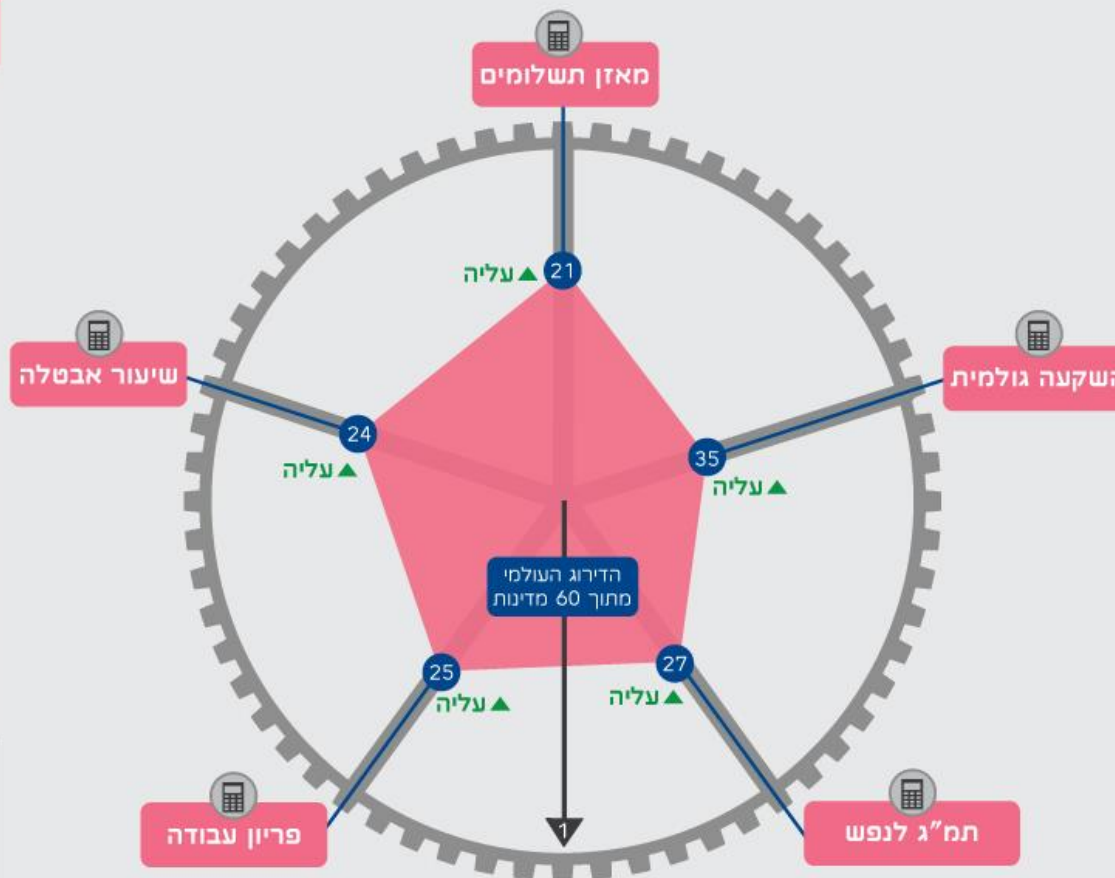 מאזן תשלומים
21
▲ עליה
השקעה גולמית
35
▲ עליה
שיעור אבטלה
24
▲ עליה
הדירוג העולמי
מתוך 60 מדינות
27
▲ עליה
25
▲ עליה
תמ"ג לנפש
פריון עבודה
1